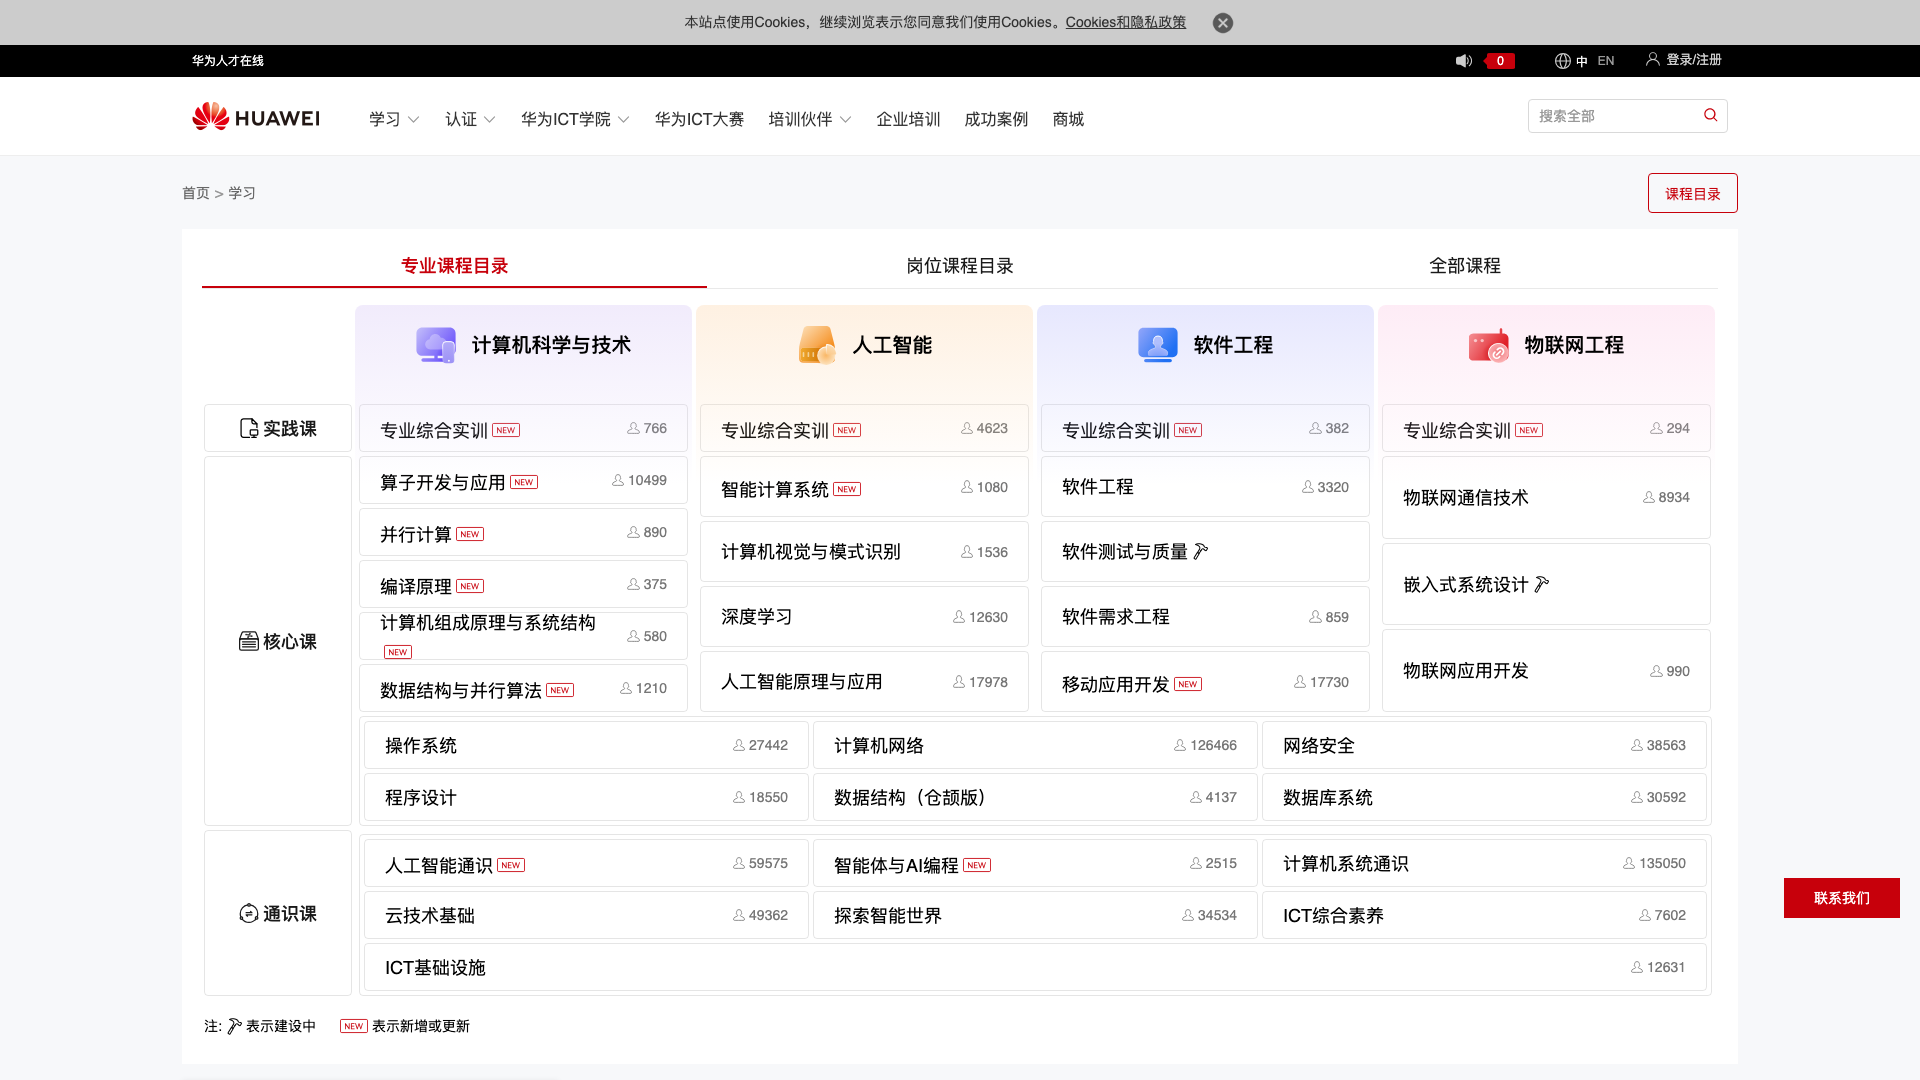 本站点使用Cookies，继续浏览表示您同意我们使用Cookies。Cookies和隐私政策
华为人才在线
0
中 EN
登录/注册
HUAWEI
学习
认证
华为ICT学院
华为ICT大赛
培训伙伴
企业培训
成功案例
商城
搜索全部
首页 > 学习
课程目录
专业课程目录
岗位课程目录
全部课程
计算机科学与技术
人工智能
软件工程
物联网工程
实践课
专业综合实训 NEW 766
专业综合实训 NEW 4623
专业综合实训 NEW 382
专业综合实训 NEW 294
核心课
算子开发与应用 NEW 10499
并行计算 NEW 890
编译原理 NEW 375
计算机组成原理与系统结构 NEW 580
数据结构与并行算法 NEW 1210
智能计算系统 NEW 1080
计算机视觉与模式识别 1536
深度学习 12630
人工智能原理与应用 17978
软件工程 3320
软件测试与质量
软件需求工程 859
移动应用开发 NEW 17730
物联网通信技术 8934
嵌入式系统设计
物联网应用开发 990
操作系统 27442
计算机网络 126466
网络安全 38563
程序设计 18550
数据结构（仓颉版） 4137
数据库系统 30592
通识课
人工智能通识 NEW 59575
智能体与AI编程 NEW 2515
计算机系统通识 135050
云技术基础 49362
探索智能世界 34534
ICT综合素养 7602
ICT基础设施 12631
注: 表示建设中 NEW 表示新增或更新
联系我们